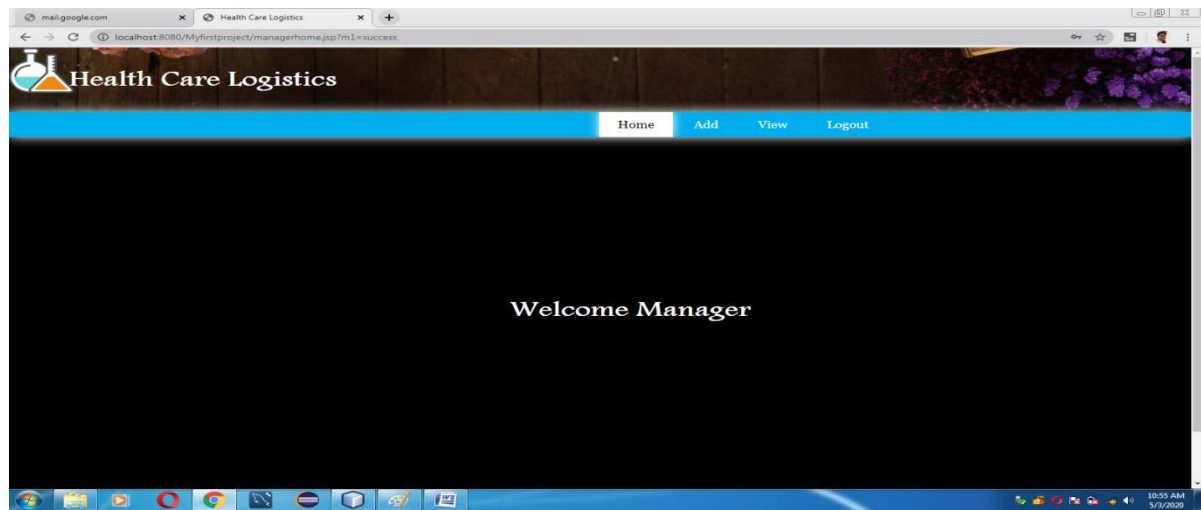 mail.google.com
Health Care Logistics
localhost:8080/Myfirstproject/managerhome.jsp?m1=success
Health Care Logistics
Home Add View Logout
Welcome Manager
10:55 AM
5/3/2020